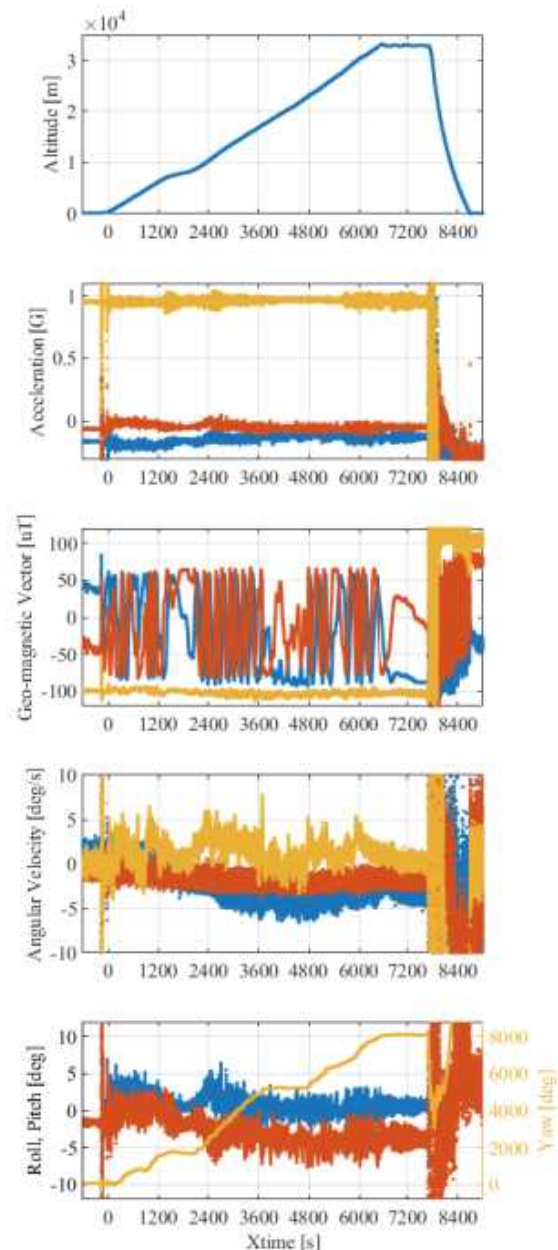 ×10⁴
Altitude [m]
3
2
1
0
0 1200 2400 3600 4800 6000 7200 8400
Acceleration [G]
1
0.5
0
0 1200 2400 3600 4800 6000 7200 8400
Geo-magnetic Vector [uT]
100
50
0
-50
-100
0 1200 2400 3600 4800 6000 7200 8400
Angular Velocity [deg/s]
10
5
0
-5
-10
0 1200 2400 3600 4800 6000 7200 8400
Roll, Pitch [deg]
10
5
0
-5
-10
8000
6000
4000
2000
0
Yaw [deg]
0 1200 2400 3600 4800 6000 7200 8400
Xtime [s]